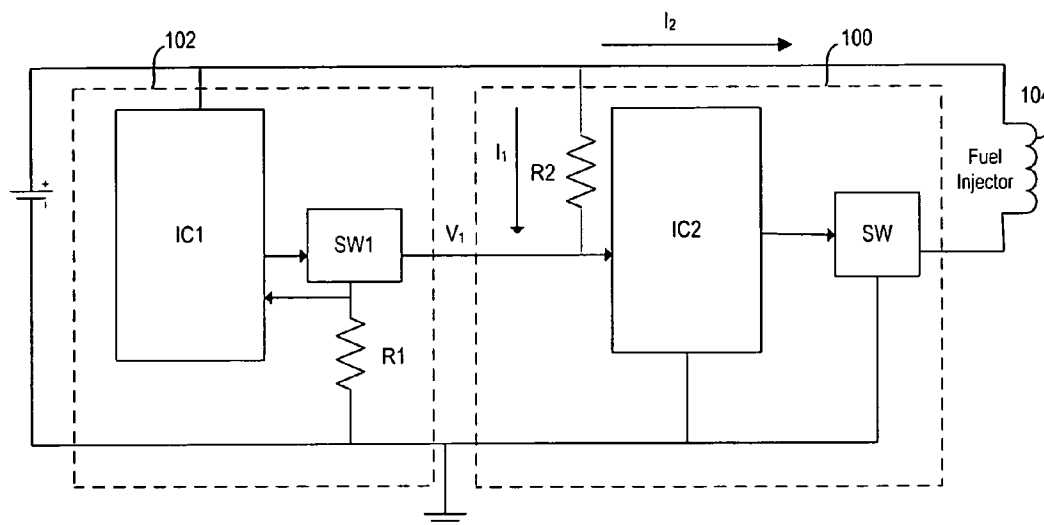 I2
102
100
104
+
-
I1
R2
Fuel
Injector
IC1
SW1
V1
IC2
SW
R1